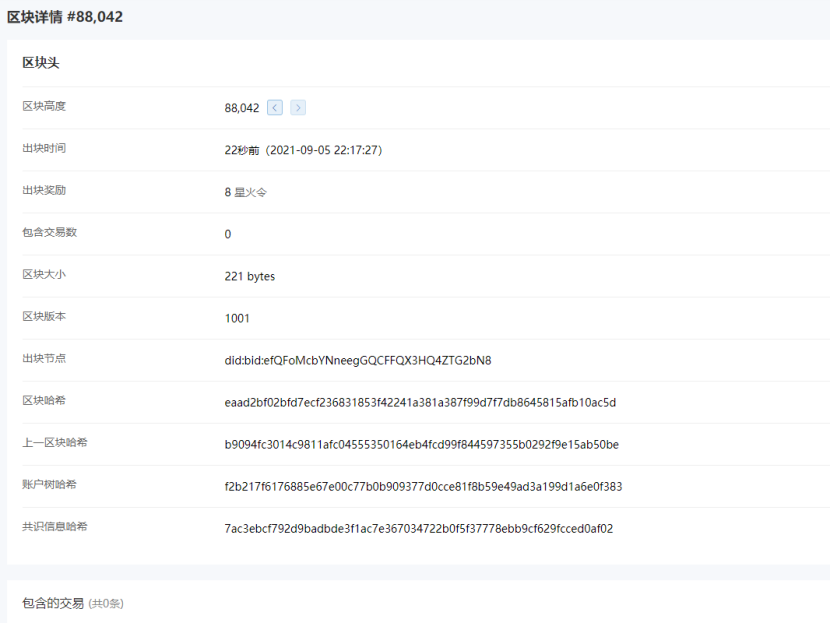 区块详情 #88,042
区块头
区块高度 88,042 < >
出块时间 22秒前（2021-09-05 22:17:27）
出块奖励 8 星火令
包含交易数 0
区块大小 221 bytes
区块版本 1001
出块节点 did:bid:efQFoMcbYNneegGQCFFQX3HQ4ZTG2bN8
区块哈希 eaad2bf02bfd7ecf236831853f42241a381a387f99d7f7db8645815afb10ac5d
上一区块哈希 b9094fc3014c9811afc04555350164eb4fcd99f844597355b0292f9e15ab50be
账户树哈希 f2b217f6176885e67e00c77b0b909377d0cce81f8b59e49ad3a199d1a6e0f383
共识信息哈希 7ac3ebcf792d9badbde3f1ac7e367034722b0f5f37778ebb9cf629fcced0af02
包含的交易 (共0条)